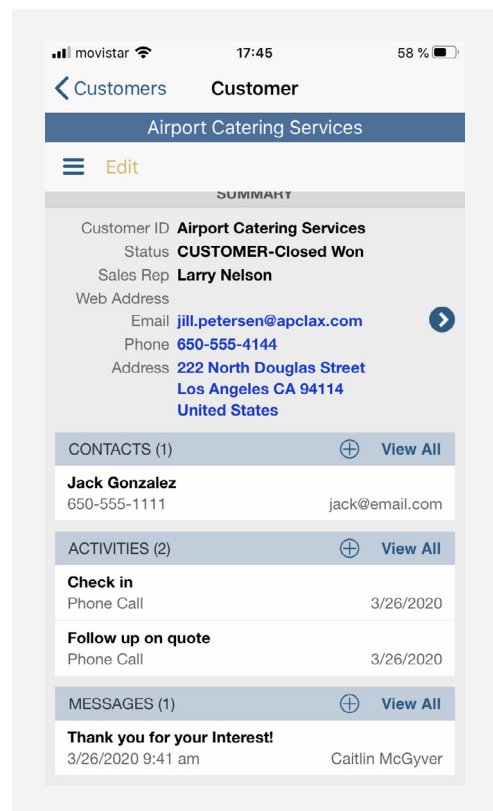 movistar 17:45 58 %
Customers Customer
Airport Catering Services
Edit
SUMMARY
Customer ID Airport Catering Services
Status CUSTOMER-Closed Won
Sales Rep Larry Nelson
Web Address
Email jill.petersen@apclax.com
Phone 650-555-4144
Address 222 North Douglas Street
Los Angeles CA 94114
United States
CONTACTS (1) View All
Jack Gonzalez
650-555-1111 jack@email.com
ACTIVITIES (2) View All
Check in
Phone Call 3/26/2020
Follow up on quote
Phone Call 3/26/2020
MESSAGES (1) View All
Thank you for your Interest!
3/26/2020 9:41 am Caitlin McGyver